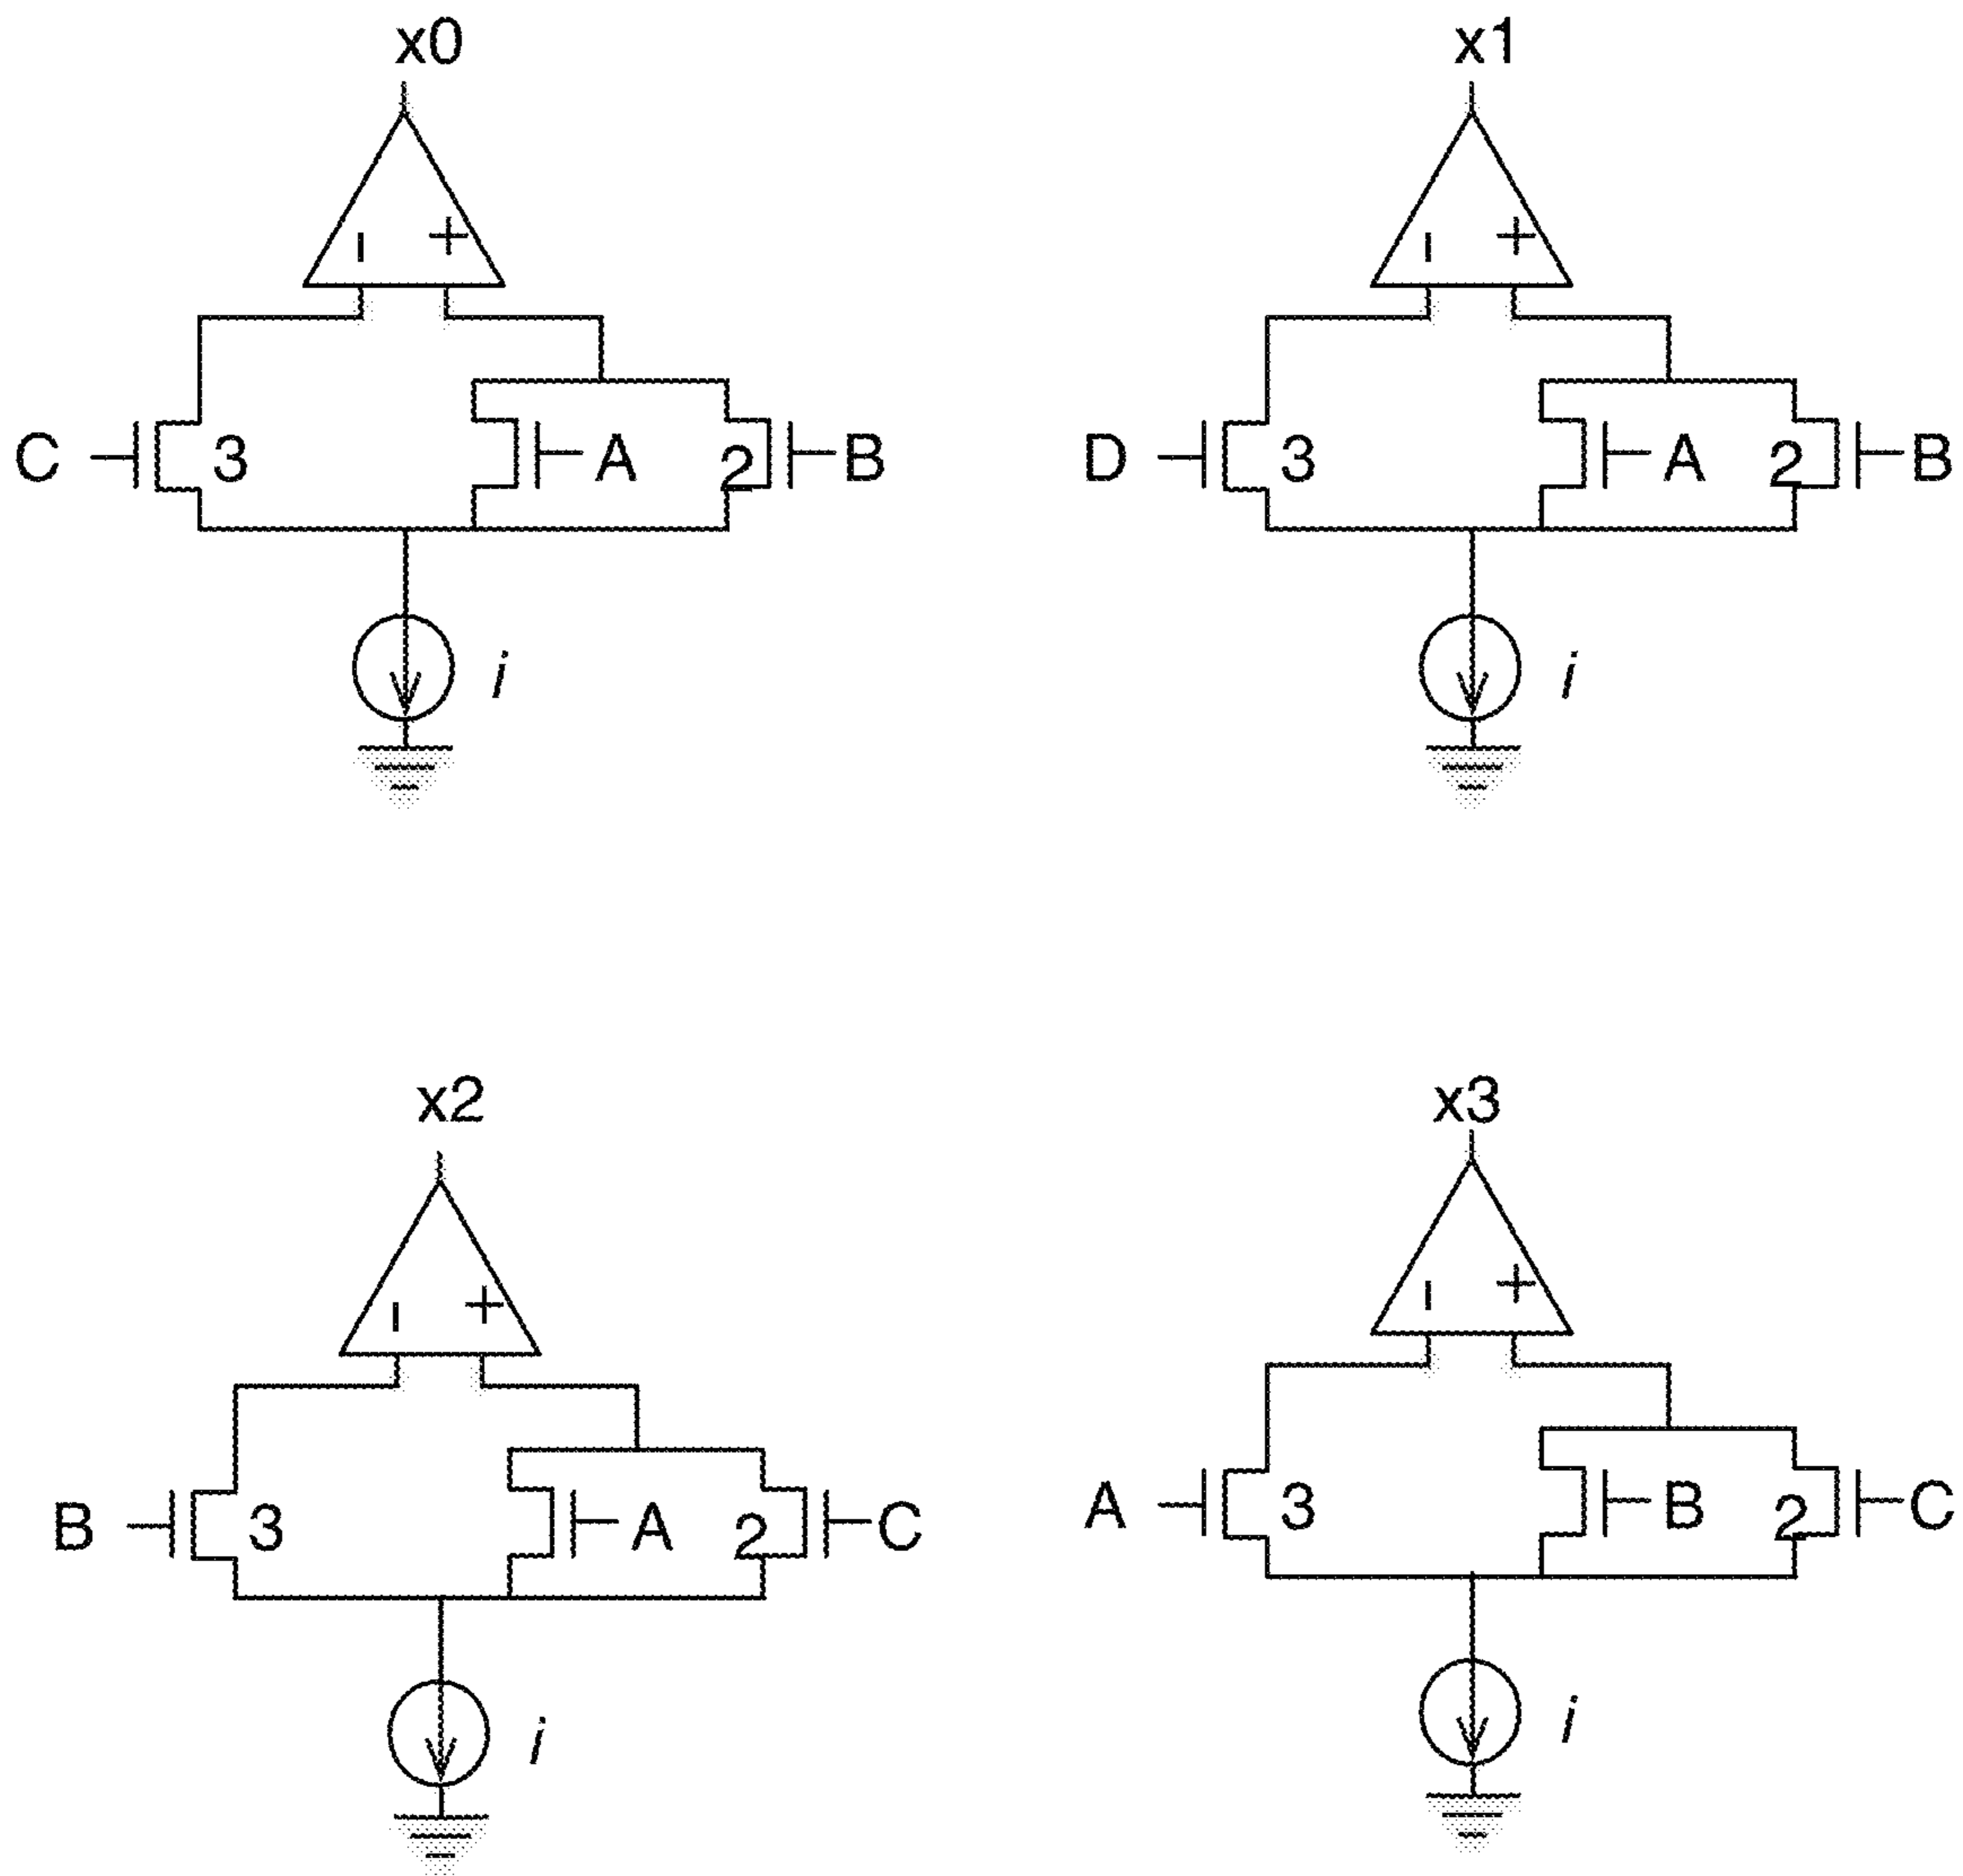 x0 x1
− + − +
C 3 A 2 B D 3 A 2 B
i i
x2 x3
− + − +
B 3 A 2 C A 3 B 2 C
i i